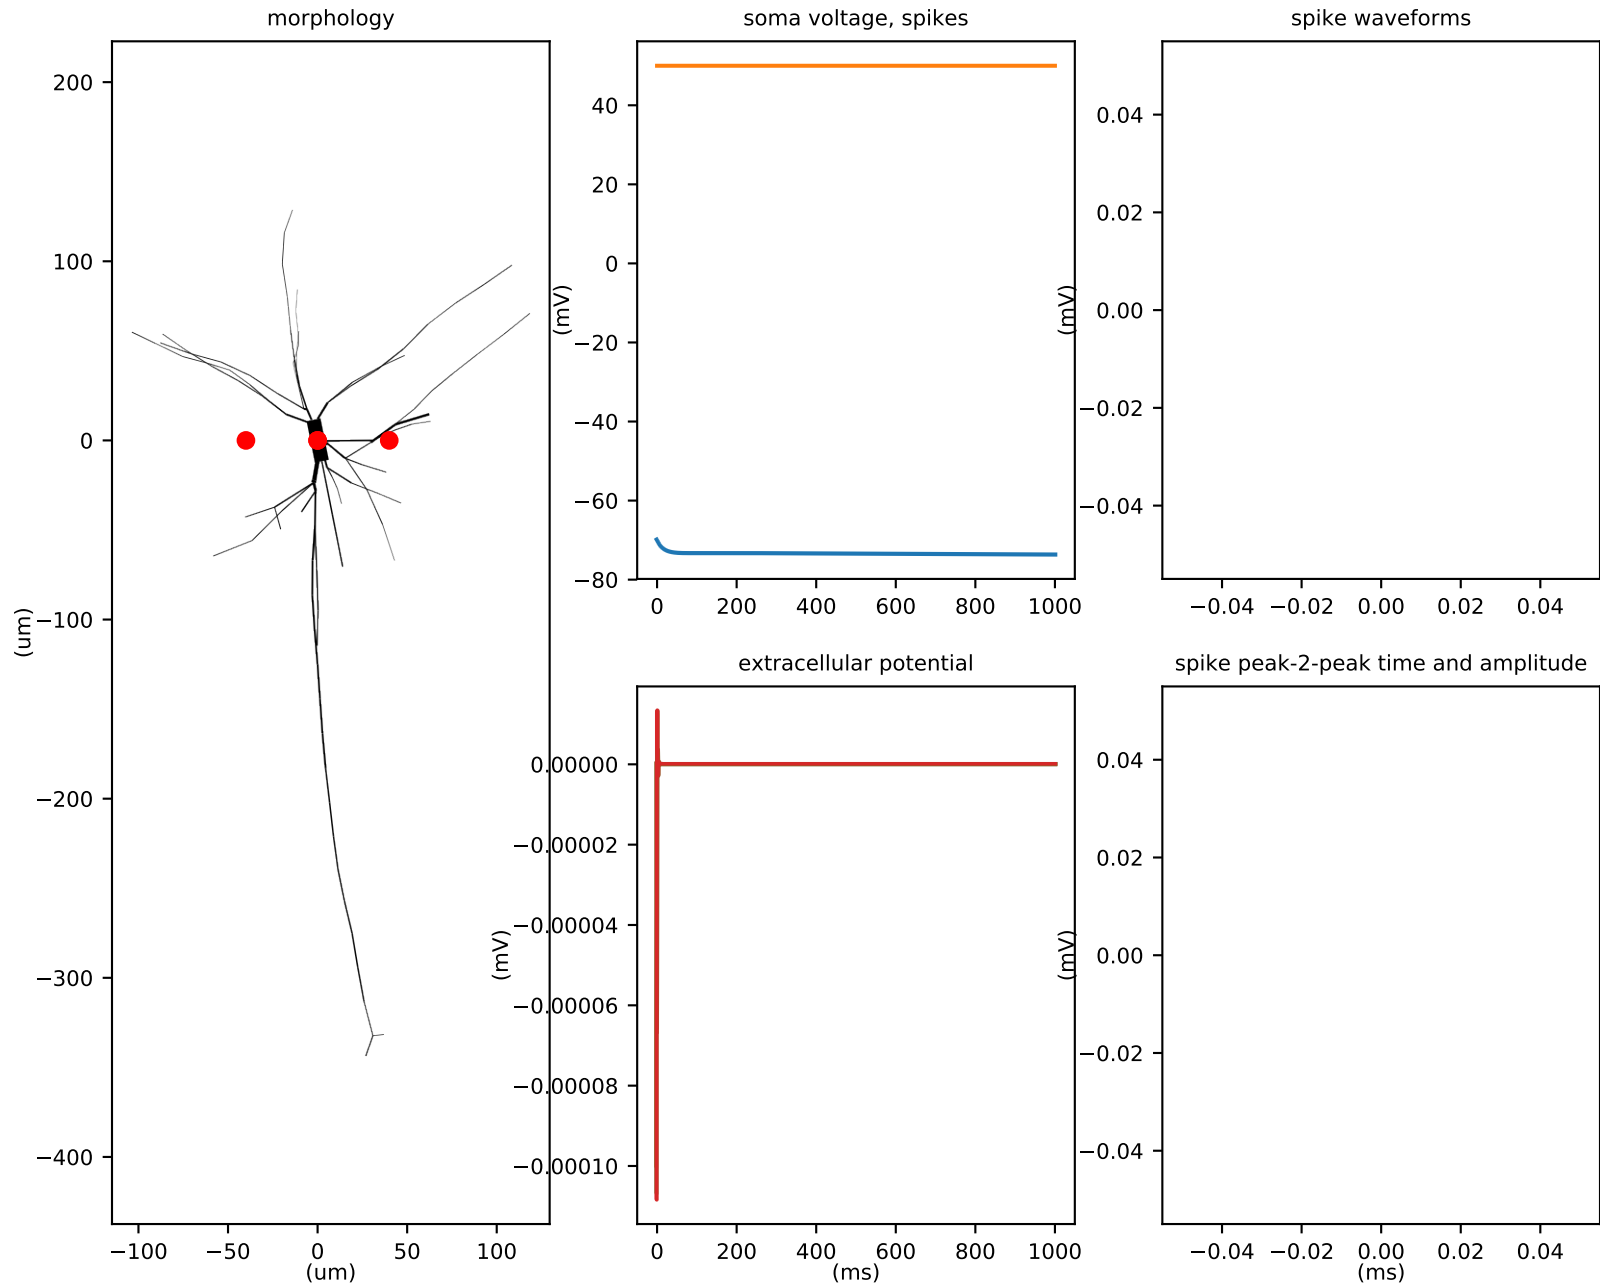 morphology
200
100
0
−100
−200
−300
−400
(um)
−100 −50 0 50 100
(um)
soma voltage, spikes
40
20
0
−20
−40
−60
−80
(mV)
0 200 400 600 800 1000
spike waveforms
0.04
0.02
0.00
−0.02
−0.04
(mV)
−0.04 −0.02 0.00 0.02 0.04
extracellular potential
0.00000
−0.00002
−0.00004
−0.00006
−0.00008
−0.00010
(mV)
0 200 400 600 800 1000
(ms)
spike peak-2-peak time and amplitude
0.04
0.02
0.00
−0.02
−0.04
(mV)
−0.04 −0.02 0.00 0.02 0.04
(ms)